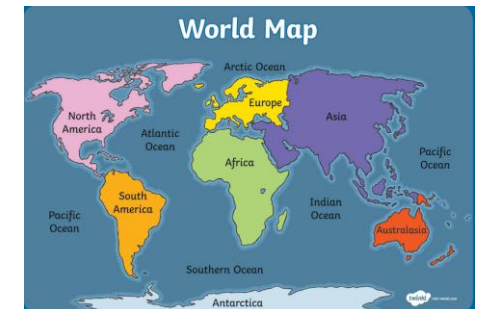 World Map
Arctic Ocean
Europe
Asia
North
America
Atlantic
Ocean
Pacific
Ocean
Africa
South
America
Indian
Ocean
Pacific
Ocean
Australasia
Southern Ocean
Antarctica
twinkl